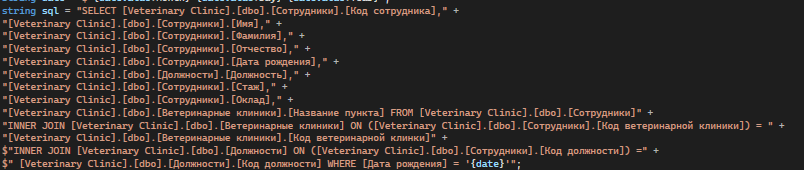 string sql = "SELECT [Veterinary Clinic].[dbo].[Сотрудники].[Код сотрудника]," +
"[Veterinary Clinic].[dbo].[Сотрудники].[Имя]," +
"[Veterinary Clinic].[dbo].[Сотрудники].[Фамилия]," +
"[Veterinary Clinic].[dbo].[Сотрудники].[Отчество]," +
"[Veterinary Clinic].[dbo].[Сотрудники].[Дата рождения]," +
"[Veterinary Clinic].[dbo].[Должности].[Должность]," +
"[Veterinary Clinic].[dbo].[Сотрудники].[Стаж]," +
"[Veterinary Clinic].[dbo].[Сотрудники].[Оклад]," +
"[Veterinary Clinic].[dbo].[Ветеринарные клиники].[Название пункта] FROM [Veterinary Clinic].[dbo].[Сотрудники]" +
"INNER JOIN [Veterinary Clinic].[dbo].[Ветеринарные клиники] ON ([Veterinary Clinic].[dbo].[Сотрудники].[Код ветеринарной клиники]) = " +
"[Veterinary Clinic].[dbo].[Ветеринарные клиники].[Код ветеринарной клинки]" +
$"INNER JOIN [Veterinary Clinic].[dbo].[Должности] ON ([Veterinary Clinic].[dbo].[Сотрудники].[Код должности]) =" +
$" [Veterinary Clinic].[dbo].[Должности].[Код должности] WHERE [Дата рождения] = '{date}'";